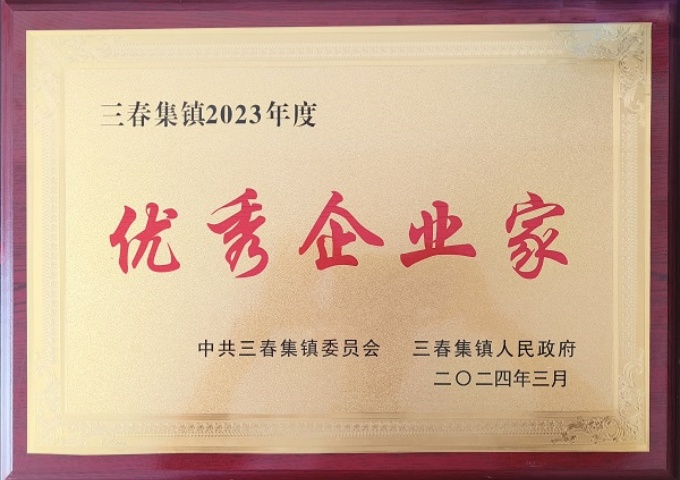 三春集镇2023年度
优秀企业家
中共三春集镇委员会 三春集镇人民政府
二〇二四年三月